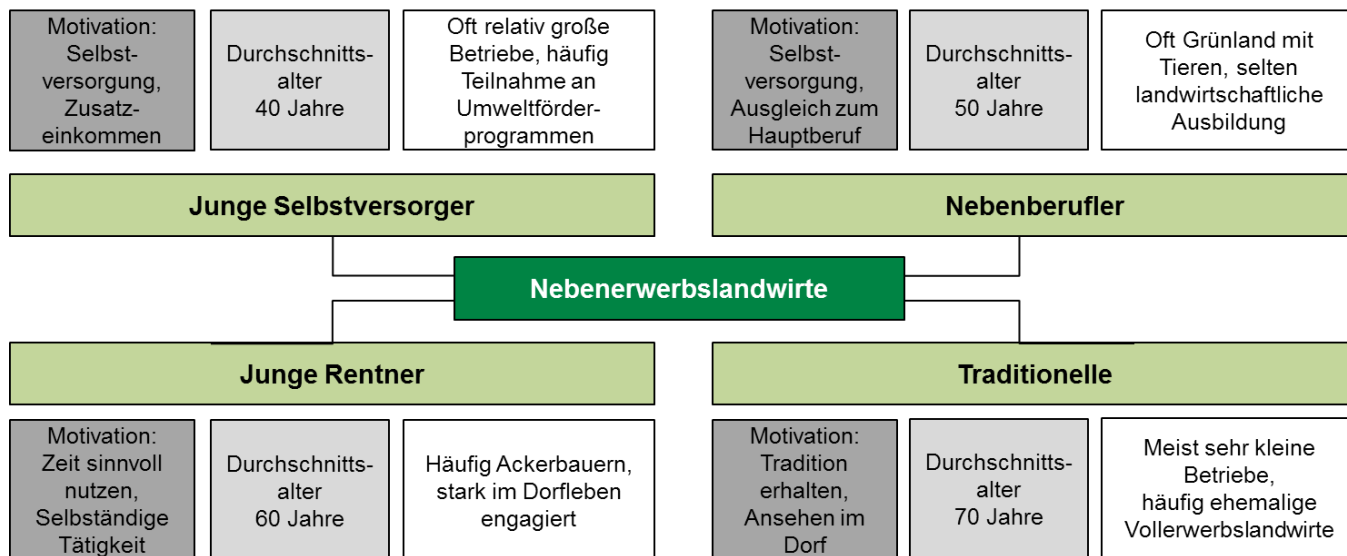 Motivation:
Selbst-
versorgung,
Zusatz-
einkommen
Durchschnitts-
alter
40 Jahre
Oft relativ große
Betriebe, häufig
Teilnahme an
Umweltförder-
programmen
Motivation:
Selbst-
versorgung,
Ausgleich zum
Hauptberuf
Durchschnitts-
alter
50 Jahre
Oft Grünland mit
Tieren, selten
landwirtschaftliche
Ausbildung
Junge Selbstversorger
Nebenberufler
Nebenerwerbslandwirte
Junge Rentner
Traditionelle
Motivation:
Zeit sinnvoll
nutzen,
Selbständige
Tätigkeit
Durchschnitts-
alter
60 Jahre
Häufig Ackerbauern,
stark im Dorfleben
engagiert
Motivation:
Tradition
erhalten,
Ansehen im
Dorf
Durchschnitts-
alter
70 Jahre
Meist sehr kleine
Betriebe,
häufig ehemalige
Vollerwerbslandwirte